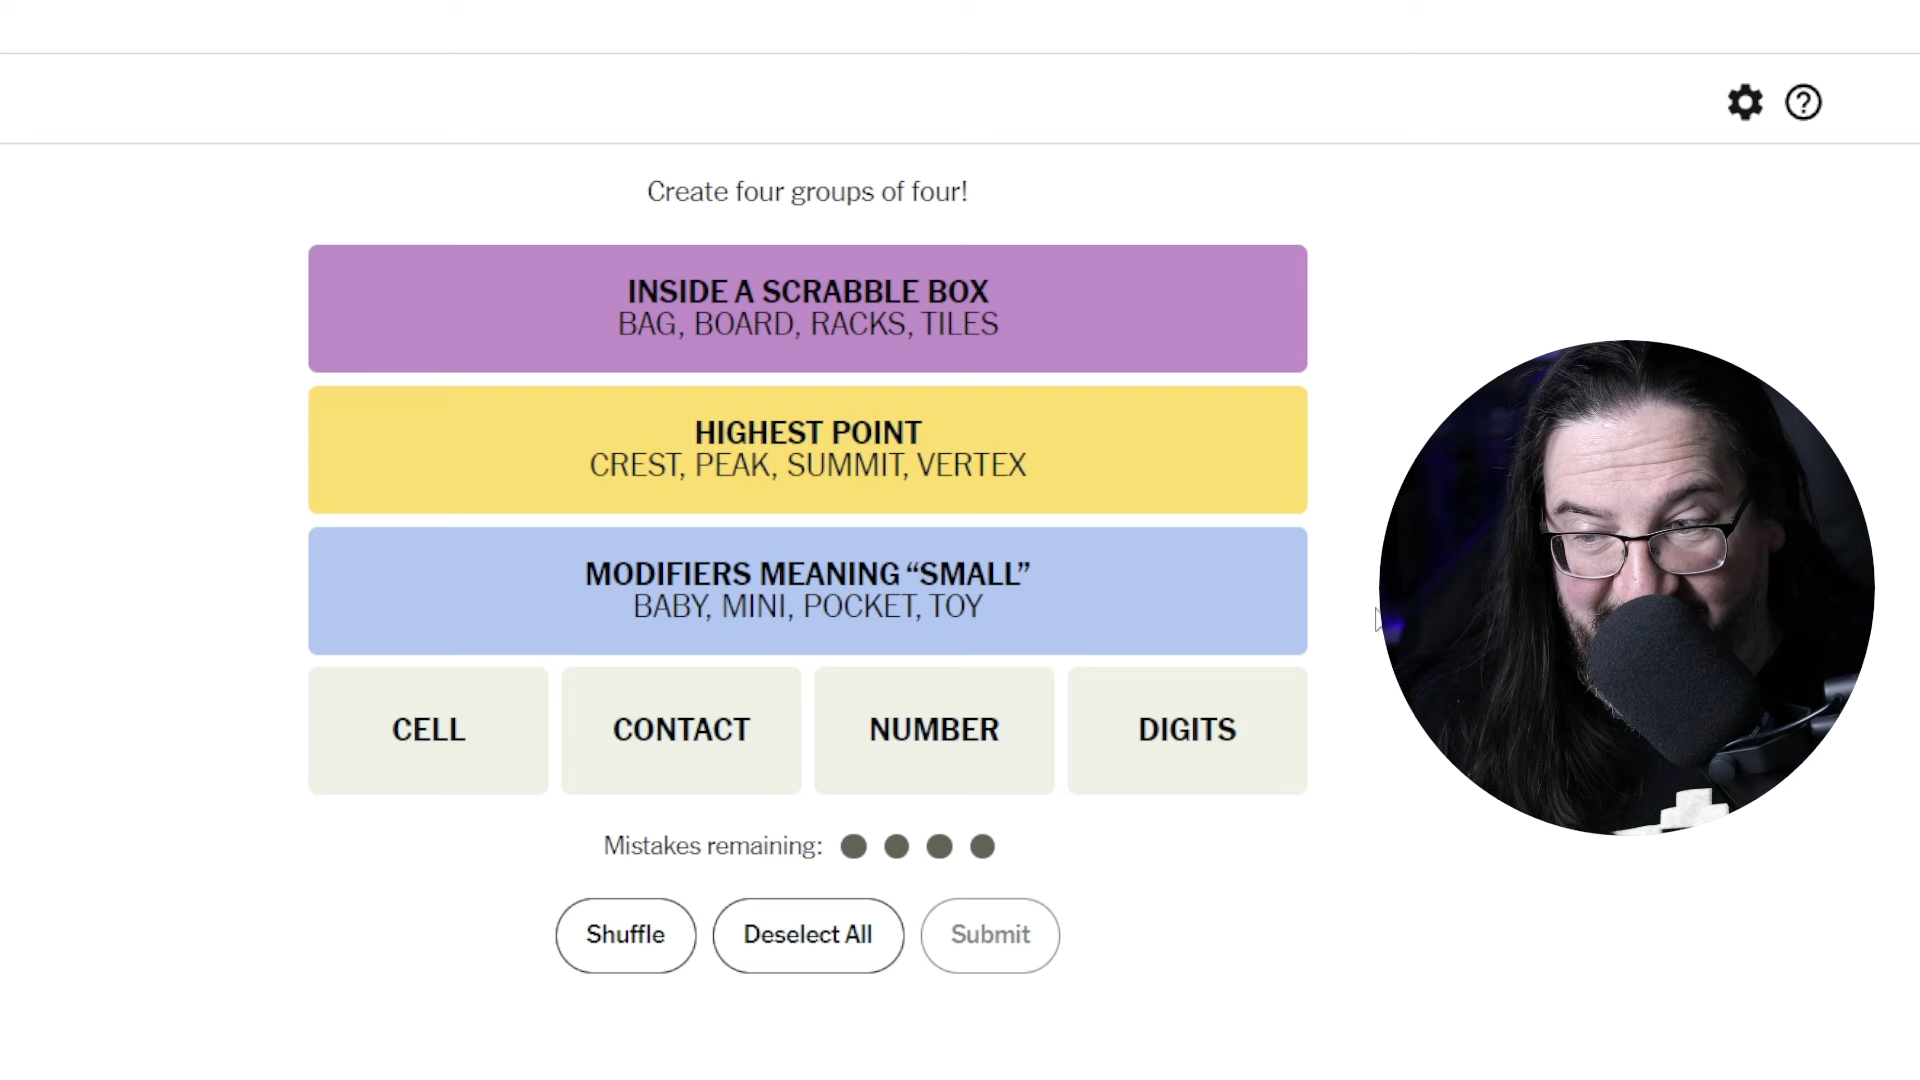 Create four groups of four!
INSIDE A SCRABBLE BOX
BAG, BOARD, RACKS, TILES
HIGHEST POINT
CREST, PEAK, SUMMIT, VERTEX
MODIFIERS MEANING “SMALL”
BABY, MINI, POCKET, TOY
CELL CONTACT NUMBER DIGITS
Mistakes remaining:
Shuffle Deselect All Submit